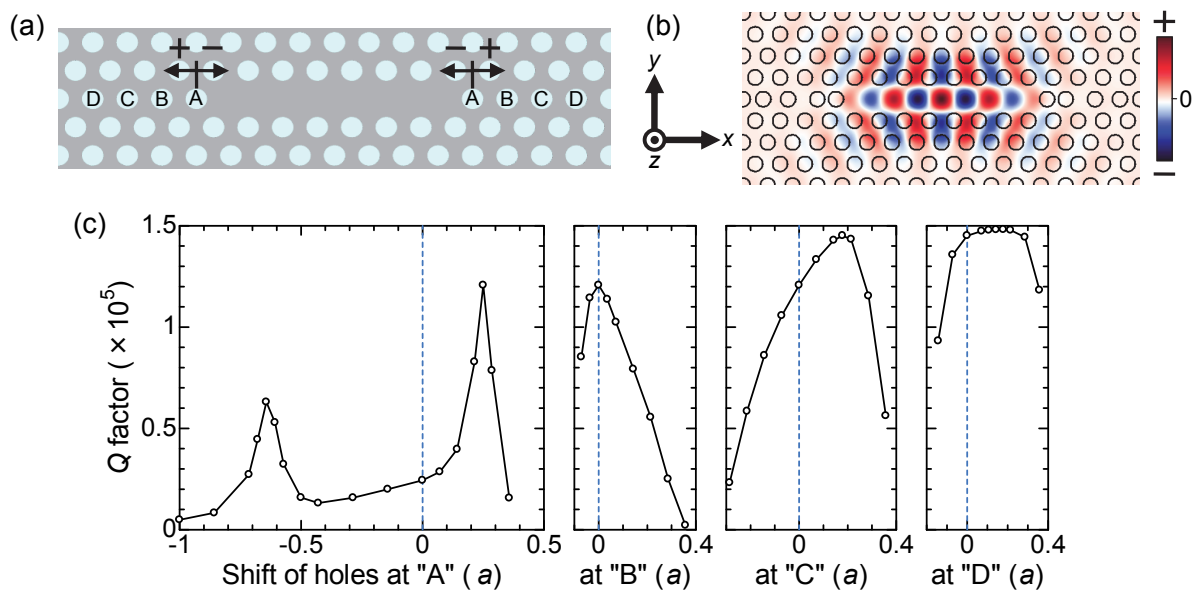 (a)
+ − − +
D C B A A B C D
(b)
y
x
z
+
0
−
(c)
Q factor ( × 10⁵ )
1.5
1
0.5
0
-1 -0.5 0 0.5
0 0.4
0 0.4
0 0.4
Shift of holes at "A" ( a ) at "B" ( a ) at "C" ( a ) at "D" ( a )